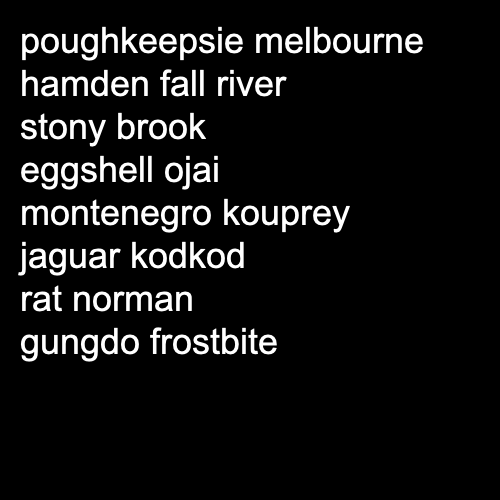 poughkeepsie melbourne
hamden fall river
stony brook
eggshell ojai
montenegro kouprey
jaguar kodkod
rat norman
gungdo frostbite